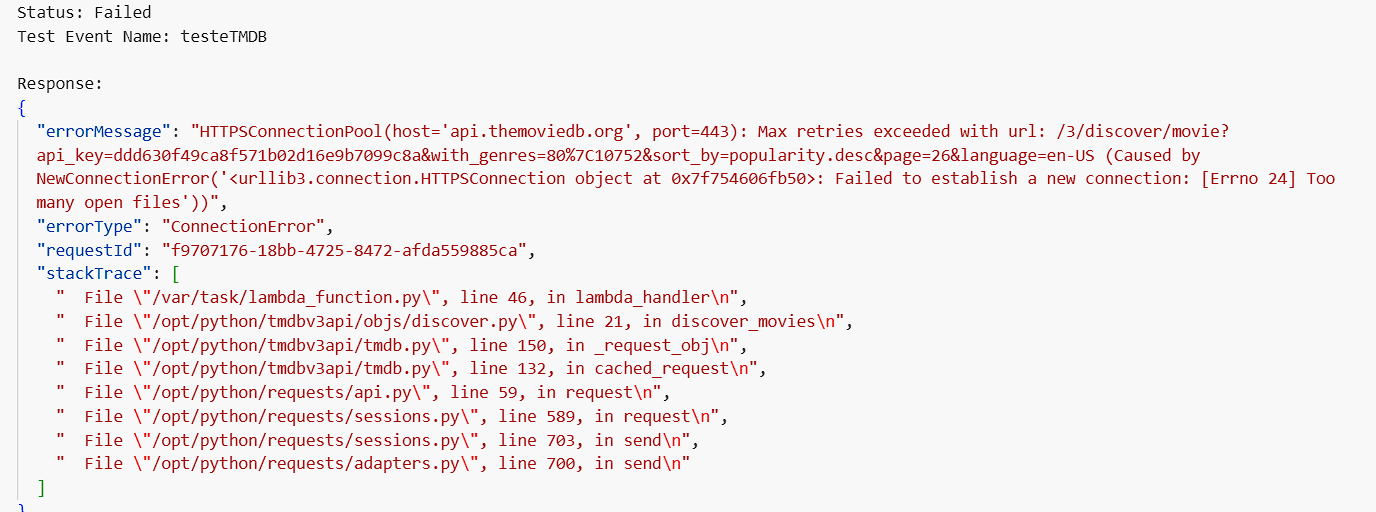 Status: Failed
Test Event Name: testeTMDB
Response:
{
"errorMessage": "HTTPSConnectionPool(host='api.themoviedb.org', port=443): Max retries exceeded with url: /3/discover/movie?
api_key=ddd630f49ca8f571b02d16e9b7099c8a&with_genres=80%7C10752&sort_by=popularity.desc&page=26&language=en-US (Caused by
NewConnectionError('<urllib3.connection.HTTPSConnection object at 0x7f754606fb50>: Failed to establish a new connection: [Errno 24] Too
many open files'))",
"errorType": "ConnectionError",
"requestId": "f9707176-18bb-4725-8472-afda559885ca",
"stackTrace": [
"  File \"/var/task/lambda_function.py\", line 46, in lambda_handler\n",
"  File \"/opt/python/tmdbv3api/objs/discover.py\", line 21, in discover_movies\n",
"  File \"/opt/python/tmdbv3api/tmdb.py\", line 150, in _request_obj\n",
"  File \"/opt/python/tmdbv3api/tmdb.py\", line 132, in cached_request\n",
"  File \"/opt/python/requests/api.py\", line 59, in request\n",
"  File \"/opt/python/requests/sessions.py\", line 589, in request\n",
"  File \"/opt/python/requests/sessions.py\", line 703, in send\n",
"  File \"/opt/python/requests/adapters.py\", line 700, in send\n"
]
}